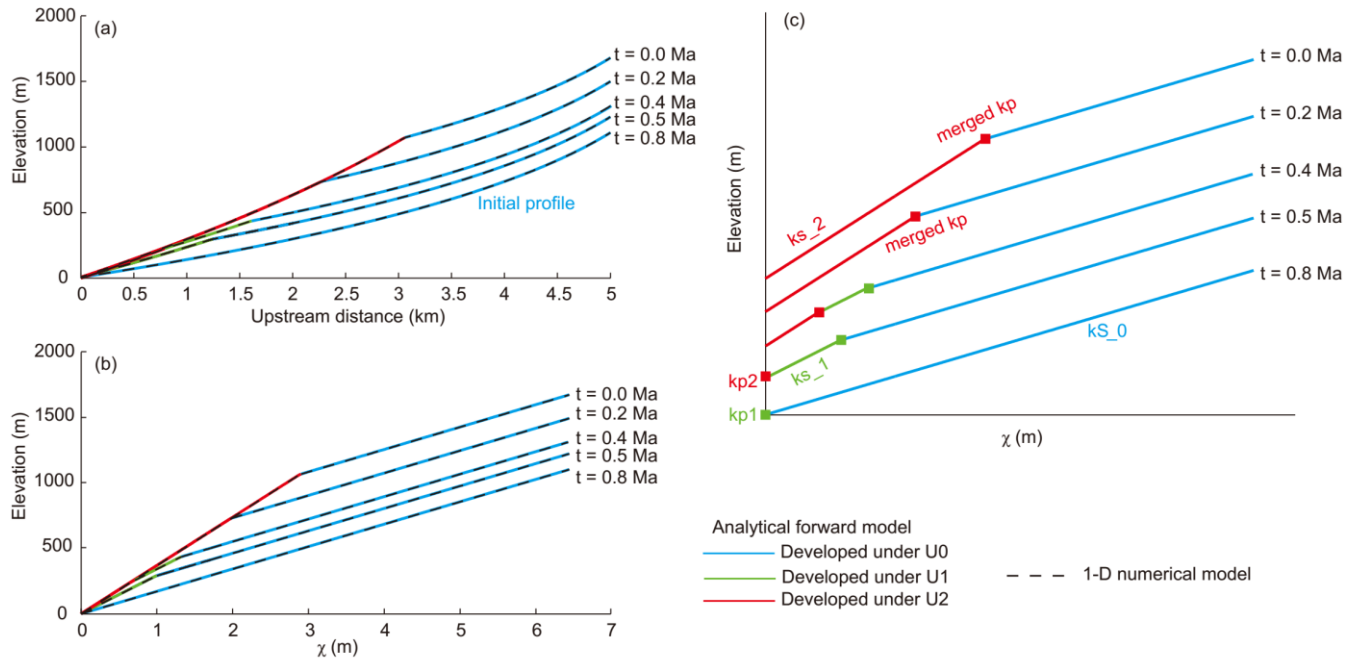 (a)
2000
1500
1000
500
0
Elevation (m)
t = 0.0 Ma
t = 0.2 Ma
t = 0.4 Ma
t = 0.5 Ma
t = 0.8 Ma
Initial profile
0 0.5 1 1.5 2 2.5 3 3.5 4 4.5 5
Upstream distance (km)
(b)
2000
1500
1000
500
0
Elevation (m)
t = 0.0 Ma
t = 0.2 Ma
t = 0.4 Ma
t = 0.5 Ma
t = 0.8 Ma
0 1 2 3 4 5 6 7
χ (m)
(c)
Elevation (m)
t = 0.0 Ma
t = 0.2 Ma
t = 0.4 Ma
t = 0.5 Ma
t = 0.8 Ma
merged kp
ks_2
merged kp
ks_1
kS_0
kp2
kp1
χ (m)
Analytical forward model
Developed under U0
Developed under U1
Developed under U2
1-D numerical model